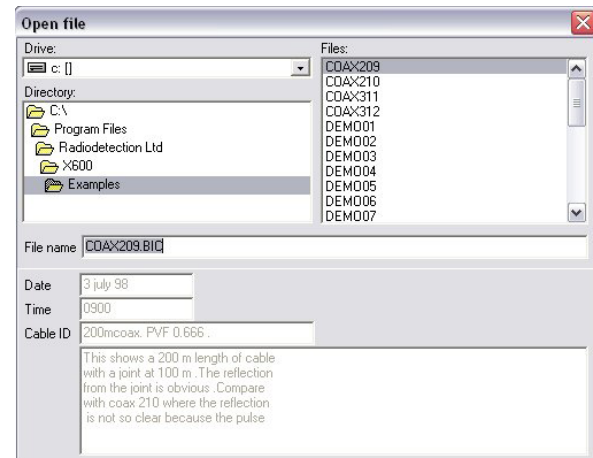 Open file
Drive:
c: []
Directory:
C:\
Program Files
Radiodetection Ltd
X600
Examples
Files:
COAX209
COAX210
COAX311
COAX312
DEMO01
DEMO02
DEMO03
DEMO04
DEMO05
DEMO06
DEMO07
File name COAX209.BIC
Date 3 july 98
Time 0900
Cable ID 200mcoax. PVF 0.666 .
This shows a 200 m length of cable
with a joint at 100 m .The reflection
from the joint is obvious .Compare
with coax 210 where the reflection
is not so clear because the pulse